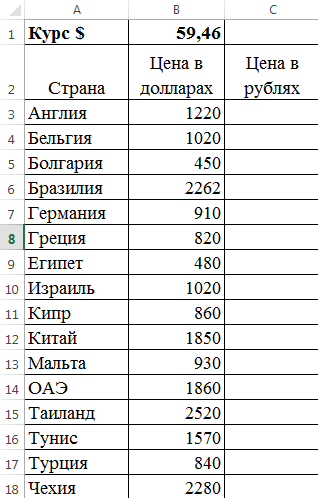 A B C
1 Курс $ 59,46
Цена в Цена в
2 Страна долларах рублях
3 Англия 1220
4 Бельгия 1020
5 Болгария 450
6 Бразилия 2262
7 Германия 910
8 Греция 820
9 Египет 480
10 Израиль 1020
11 Кипр 860
12 Китай 1850
13 Мальта 930
14 ОАЭ 1860
15 Таиланд 2520
16 Тунис 1570
17 Турция 840
18 Чехия 2280